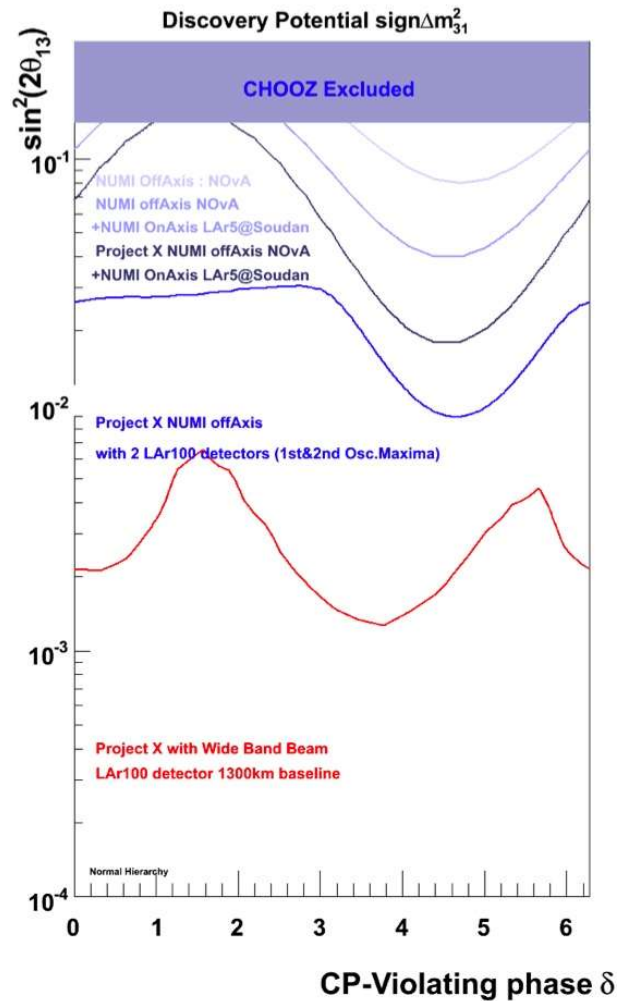 Discovery Potential signΔm²₃₁
sin²(2θ₁₃)
CHOOZ Excluded
10⁻¹
NUMI OffAxis : NOvA
NUMI offAxis NOvA
+NUMI OnAxis LAr5@Soudan
Project X NUMI offAxis NOvA
+NUMI OnAxis LAr5@Soudan
10⁻²
Project X NUMI offAxis
with 2 LAr100 detectors (1st&2nd Osc.Maxima)
10⁻³
Project X with Wide Band Beam
LAr100 detector 1300km baseline
Normal Hierarchy
10⁻⁴
0 1 2 3 4 5 6
CP-Violating phase δ